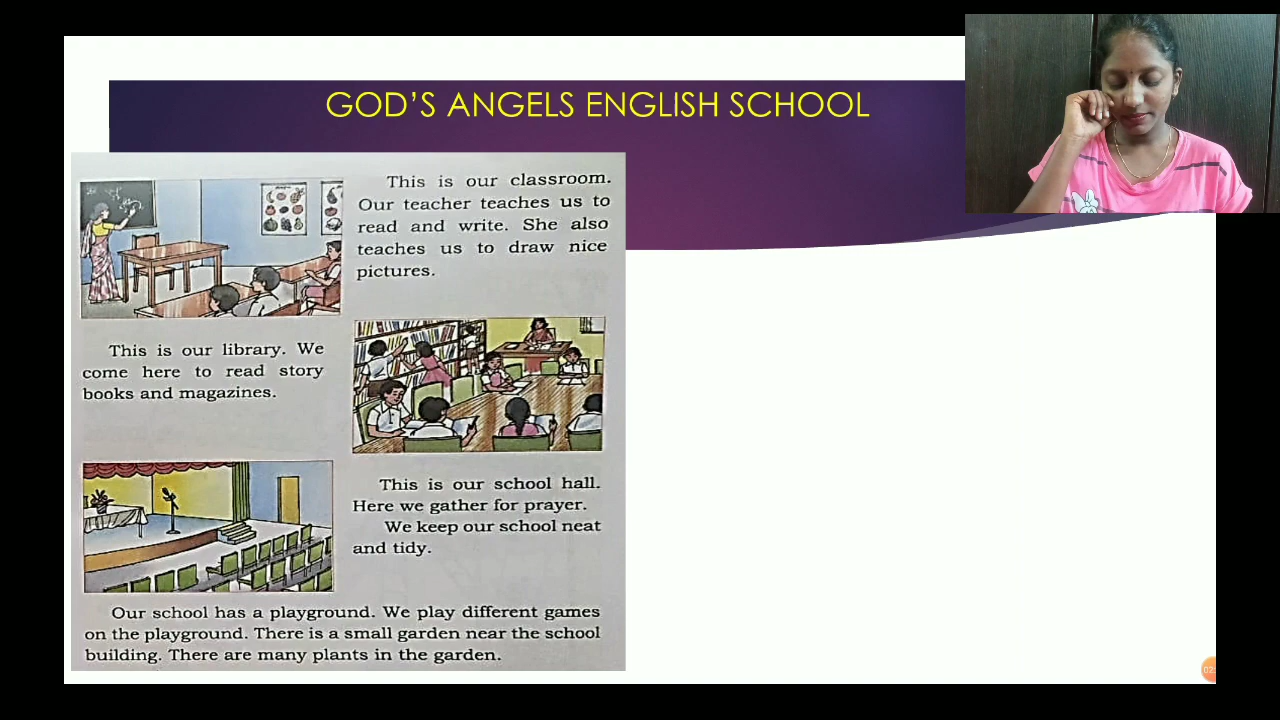 GOD'S ANGELS ENGLISH SCHOOL
This is our classroom.
Our teacher teaches us to
read and write. She also
teaches us to draw nice
pictures.
This is our library. We
come here to read story
books and magazines.
This is our school hall.
Here we gather for prayer.
We keep our school neat
and tidy.
Our school has a playground. We play different games
on the playground. There is a small garden near the school
building. There are many plants in the garden.